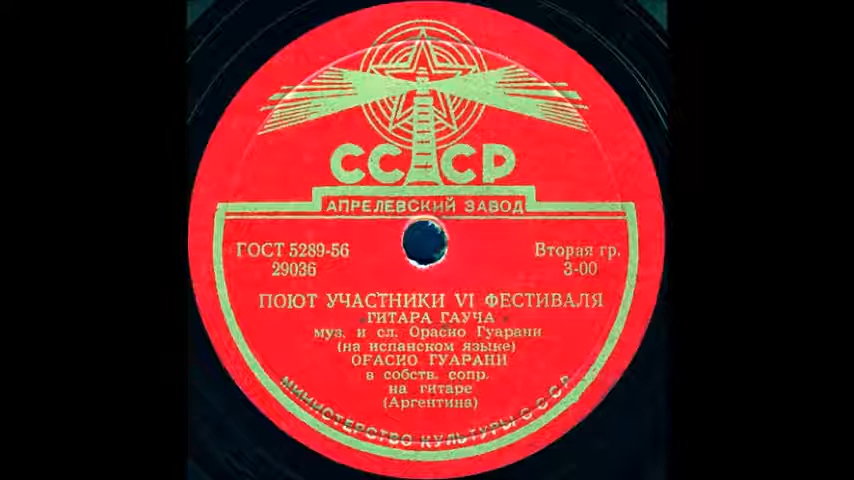 СССР
АПРЕЛЕВСКИЙ ЗАВОД
ГОСТ 5289-56
29036
Вторая гр.
3-00
ПОЮТ УЧАСТНИКИ VI ФЕСТИВАЛЯ
ГИТАРА ГАУЧА
муз. и сл. Орасио Гуарани
(на испанском языке)
ОРАСИО ГУАРАНИ
в собств. сопр.
на гитаре
(Аргентина)
МИНИСТЕРСТВО КУЛЬТУРЫ СССР